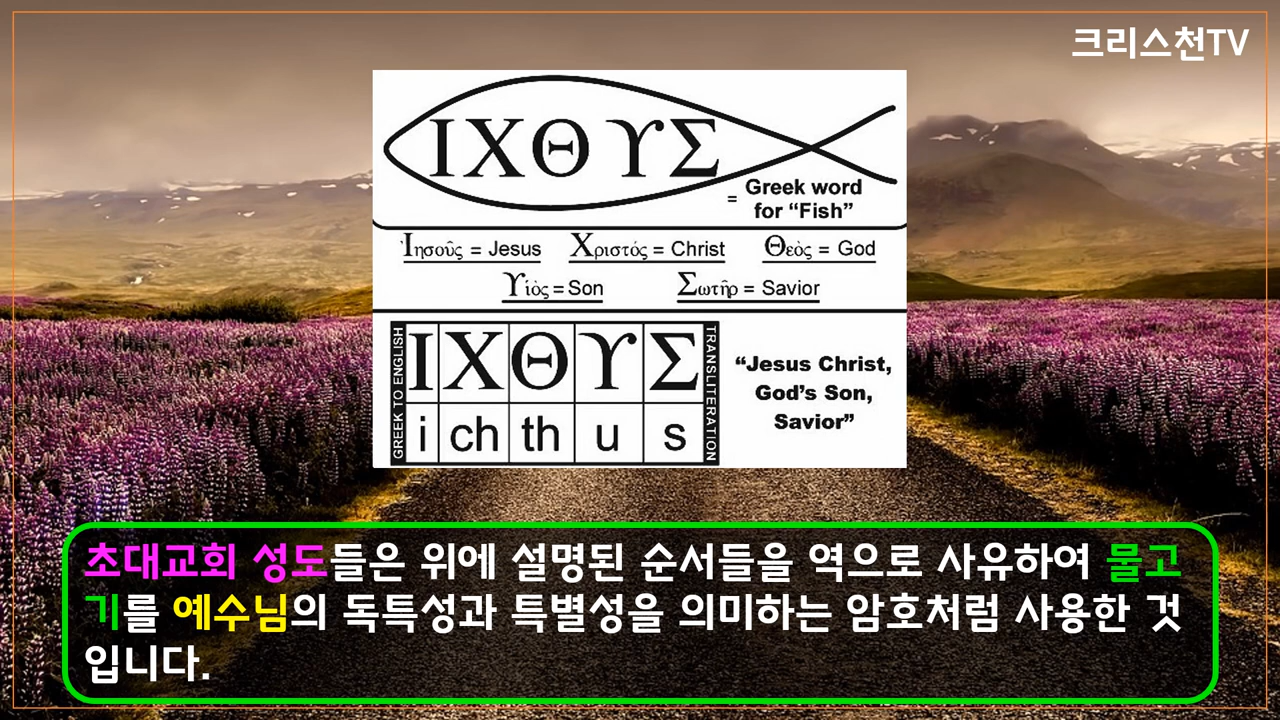 크리스천TV
ΙΧΘΥΣ
= Greek word
for “Fish”
Ἰησοῦς = Jesus Χριστός = Christ Θεὸς = God
Υἱὸς = Son Σωτῆρ = Savior
GREEK TO ENGLISH
ΙΧΘΥΣ
i ch th u s
TRANSLITERATION
“Jesus Christ,
God’s Son,
Savior”
초대교회 성도들은 위에 설명된 순서들을 역으로 사유하여 물고
기를 예수님의 독특성과 특별성을 의미하는 암호처럼 사용한 것
입니다.